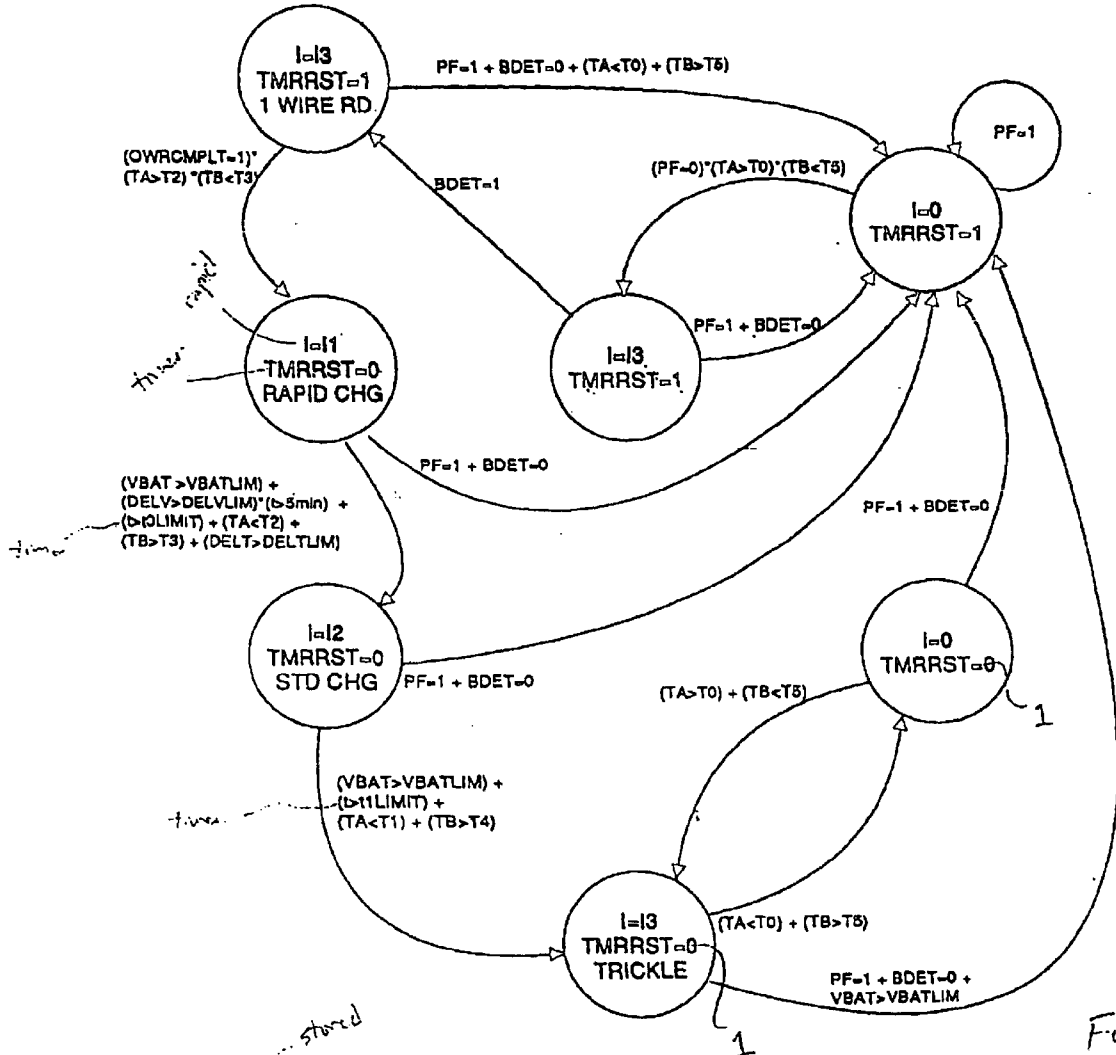 I=I3
TMRRST=1
1 WIRE RD
PF=1 + BDET=0 + (TA<T0) + (TB>T5)
PF=1
(OWRCMPLT=1)*
(TA>T2) *(TB<T3)
BDET=1
(PF=0)*(TA>T0)*(TB<T5)
I=0
TMRRST=1
rapid
I=I1
TMRRST=0
RAPID CHG
timer
I=I3
TMRRST=1
PF=1 + BDET=0
PF=1 + BDET=0
(VBAT >VBATLIM) +
(DELV>DELVLIM)*(t>5min) +
(t>t0LIMIT) + (TA<T2) +
(TB>T3) + (DELT>DELTLIM)
timer
PF=1 + BDET=0
I=I2
TMRRST=0
STD CHG
PF=1 + BDET=0
I=0
TMRRST=0
1
(TA>T0) + (TB<T5)
(VBAT>VBATLIM) +
(t>t1LIMIT) +
(TA<T1) + (TB>T4)
timer
I=I3
TMRRST=0
TRICKLE
1
(TA<T0) + (TB>T5)
PF=1 + BDET=0 +
VBAT>VBATLIM
stored